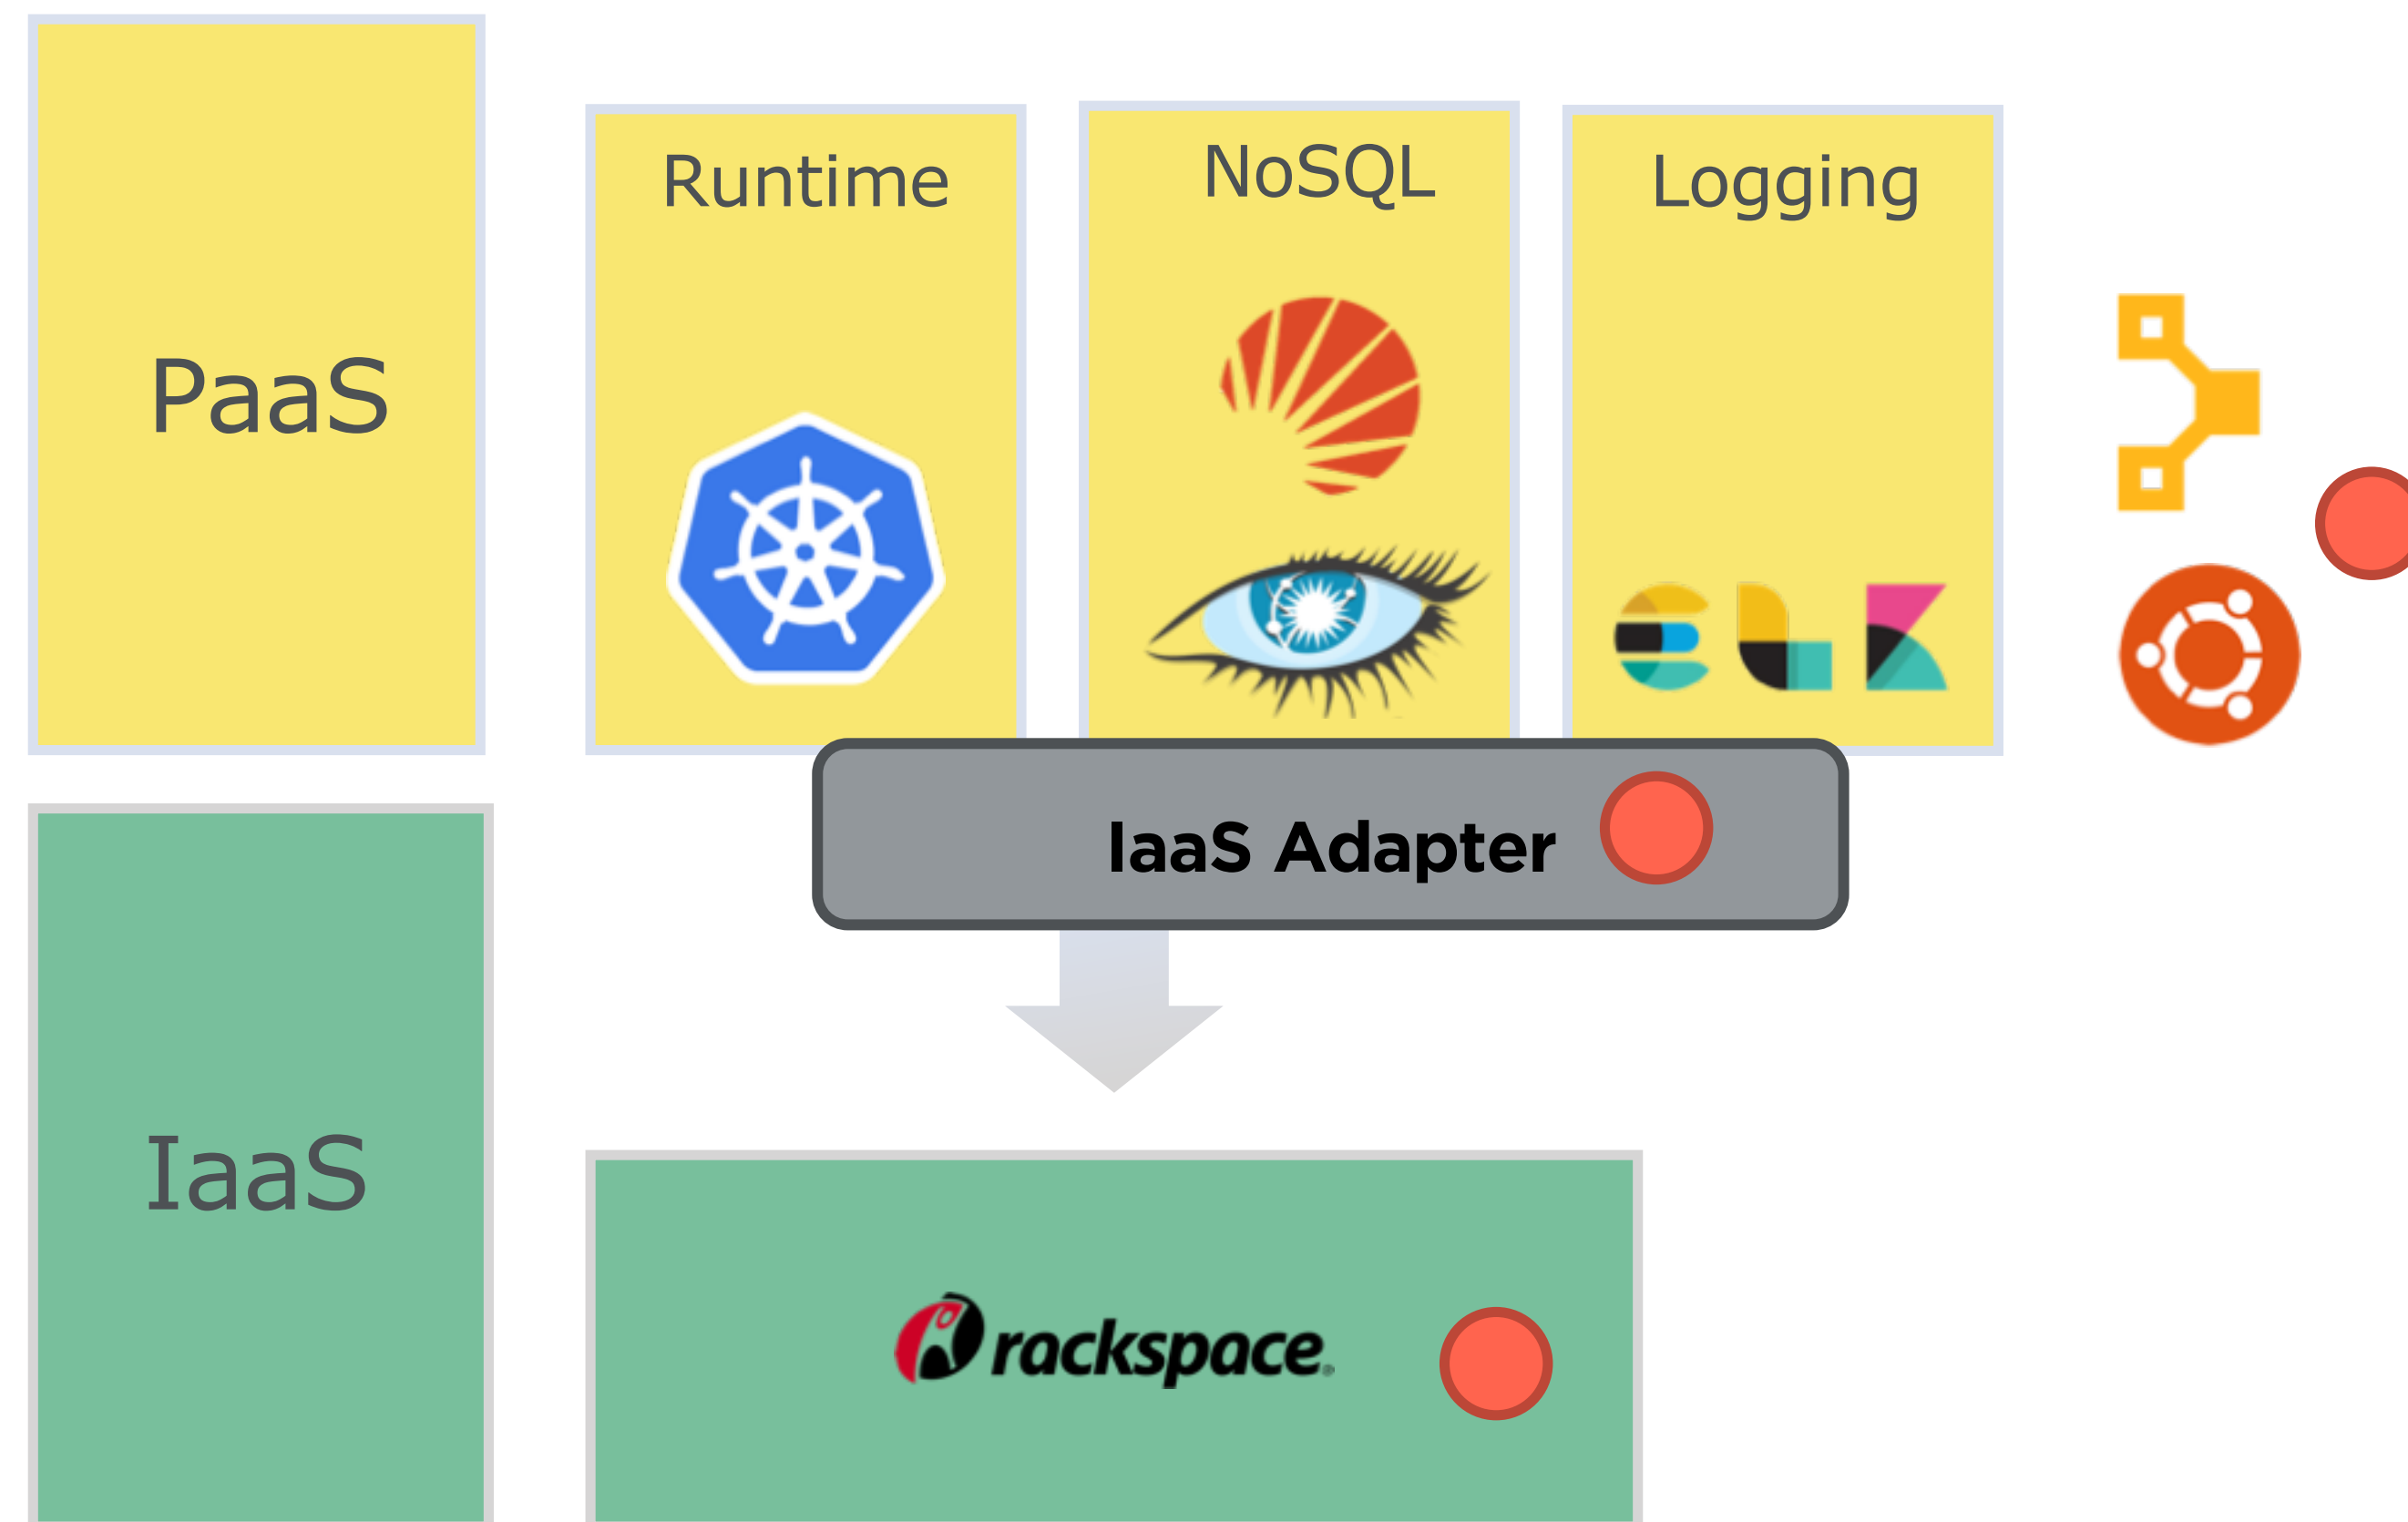 Runtime
NoSQL
Logging
PaaS
IaaS Adapter
IaaS
rackspace®